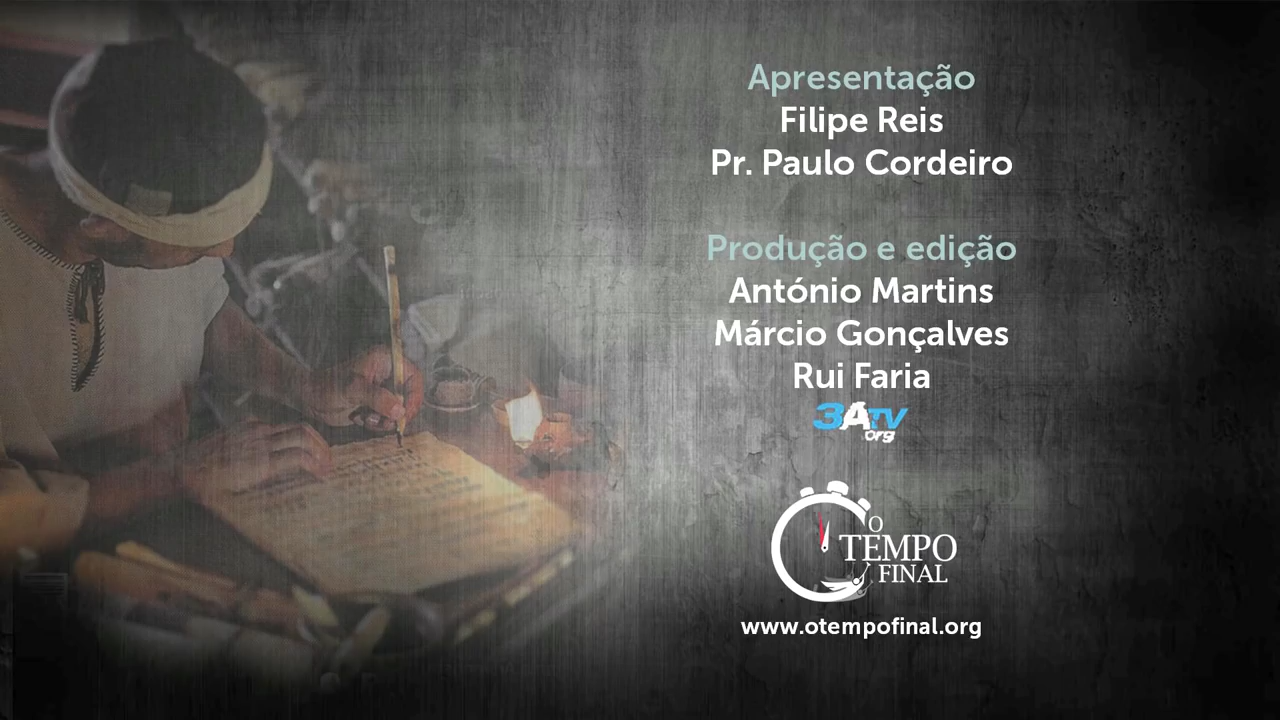 Apresentação
Filipe Reis
Pr. Paulo Cordeiro
Produção e edição
António Martins
Márcio Gonçalves
Rui Faria
3ATV
.org
O
TEMPO
FINAL
www.otempofinal.org